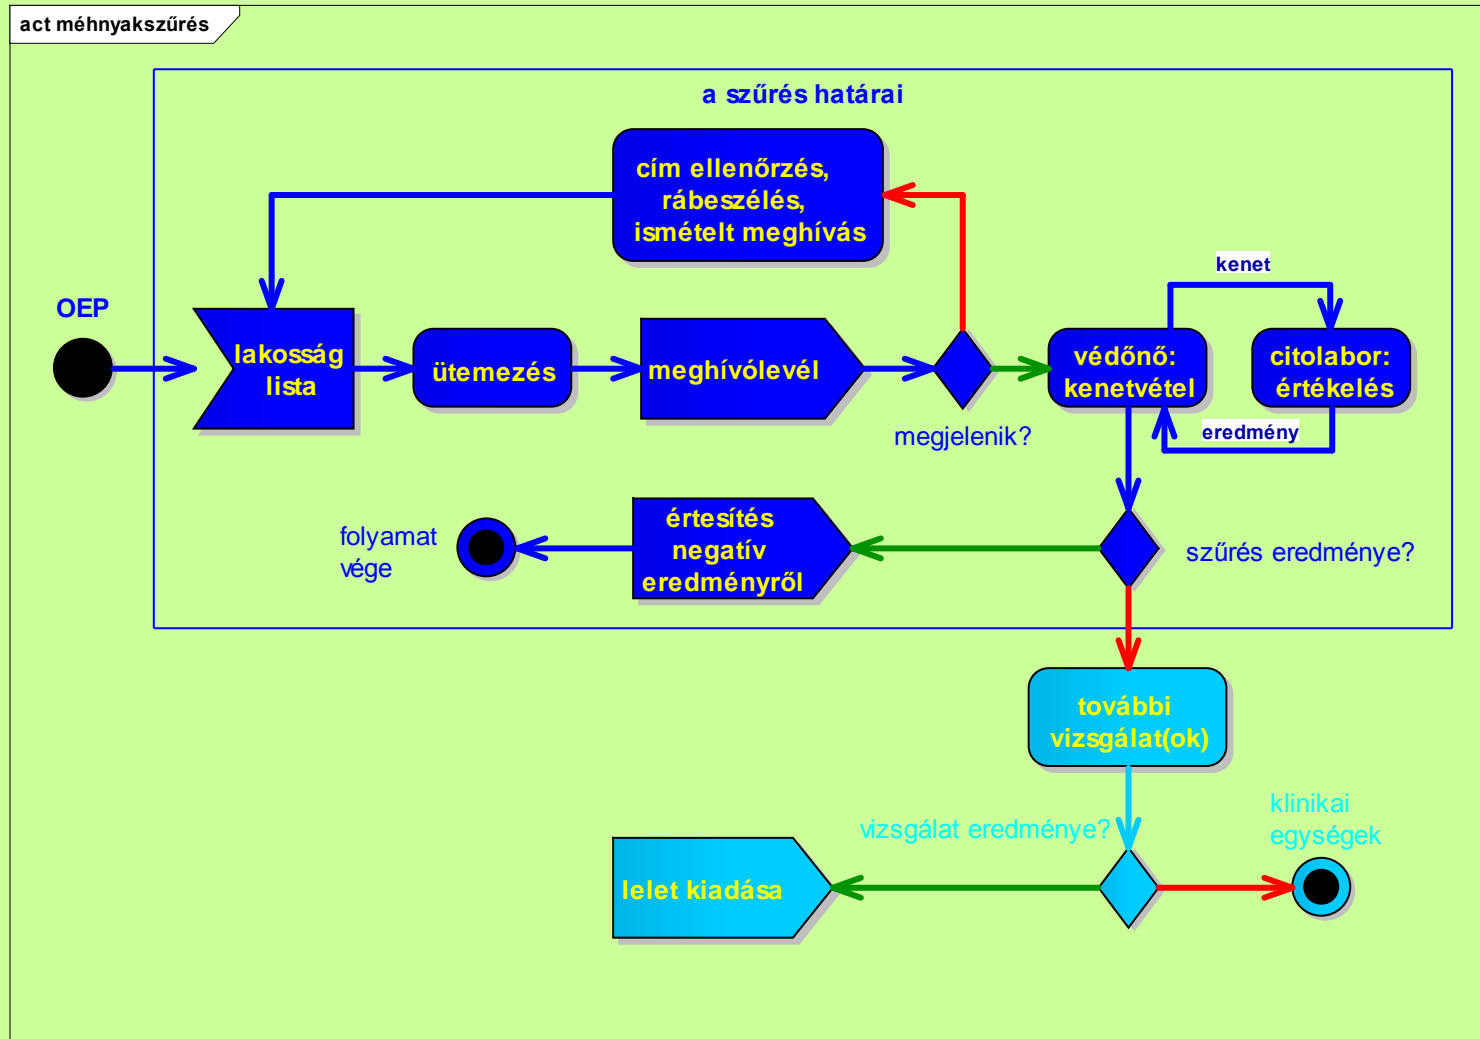 act méhnyakszűrés
a szűrés határai
cím ellenőrzés,
rábeszélés,
ismételt meghívás
kenet
OEP
lakosság
lista
ütemezés
meghívólevél
megjelenik?
védőnő:
kenetvétel
citolabor:
értékelés
eredmény
folyamat
vége
értesítés
negatív
eredményről
szűrés eredménye?
további
vizsgálat(ok)
vizsgálat eredménye?
klinikai
egységek
lelet kiadása